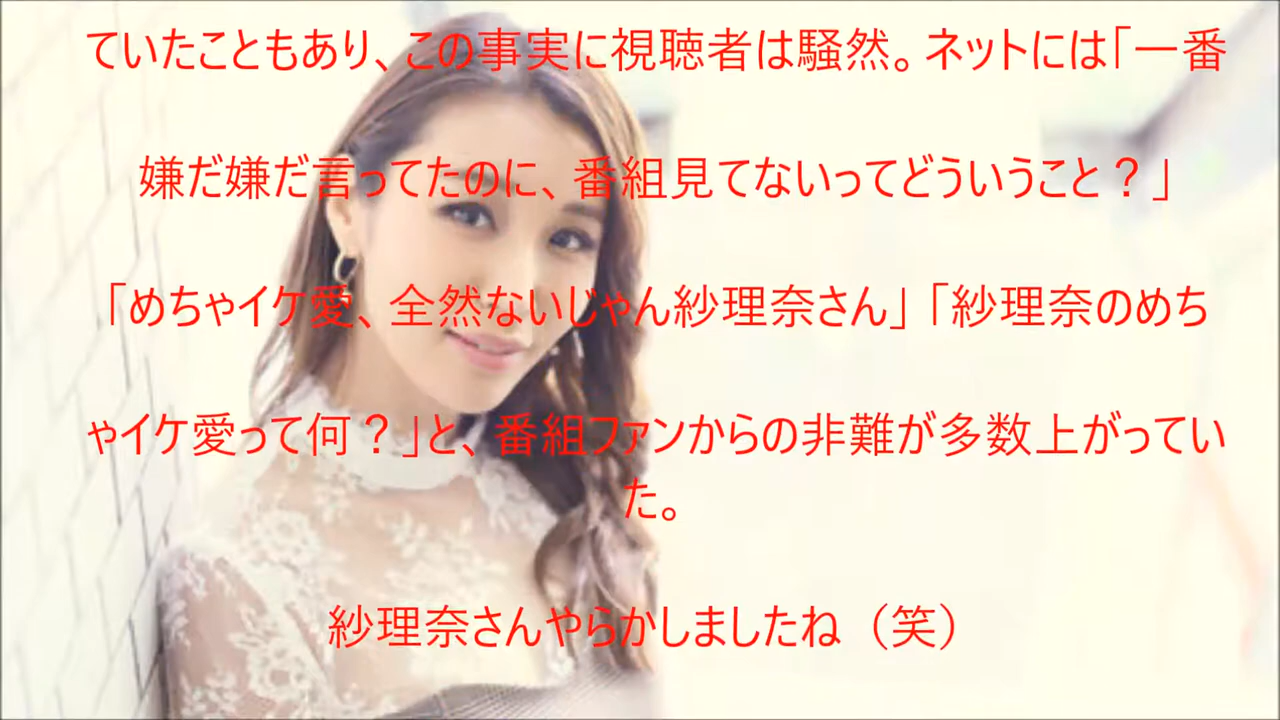 ていたこともあり、この事実に視聴者は騒然。ネットには「一番
嫌だ嫌だ言ってたのに、番組見てないってどういうこと？」
「めちゃイケ愛、全然ないじゃん紗理奈さん」「紗理奈のめち
ゃイケ愛って何？」と、番組ファンからの非難が多数上がってい
た。
紗理奈さんやらかしましたね（笑）